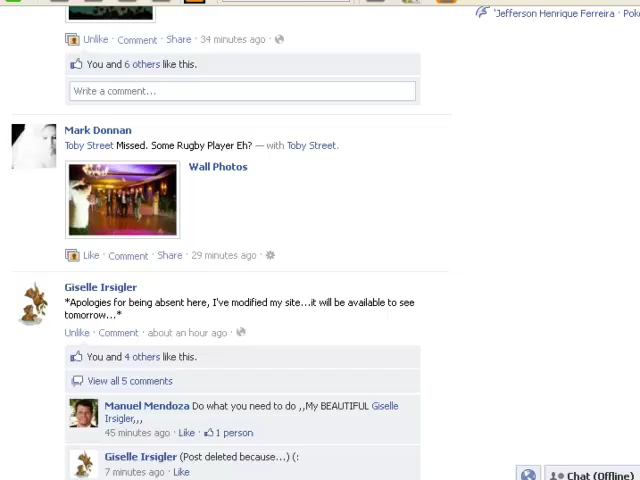 'Jefferson Henrique Ferreira · Pok
Unlike · Comment · Share · 34 minutes ago ·
You and 6 others like this.
Write a comment...
Mark Donnan
Toby Street Missed. Some Rugby Player Eh? — with Toby Street.
Wall Photos
Like · Comment · Share · 29 minutes ago ·
Giselle Irsigler
*Apologies for being absent here, I've modified my site...it will be available to see
tomorrow...*
Unlike · Comment · about an hour ago ·
You and 4 others like this.
View all 5 comments
Manuel Mendoza Do what you need to do ,,My BEAUTIFUL Giselle
Irsigler,,,
45 minutes ago · Like · 1 person
Giselle Irsigler (Post deleted because...) (:
7 minutes ago · Like
Chat (Offline)